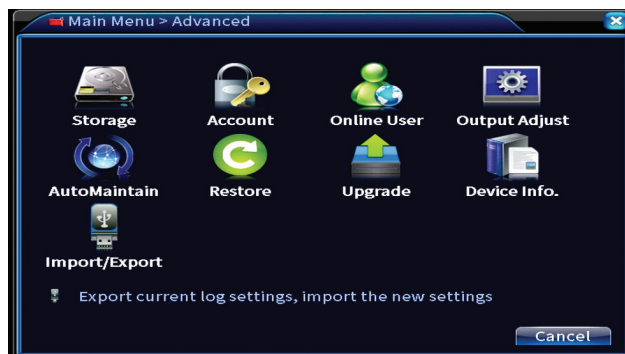 Main Menu > Advanced
Storage Account Online User Output Adjust
AutoMaintain Restore Upgrade Device Info.
Import/Export
Export current log settings, import the new settings
Cancel